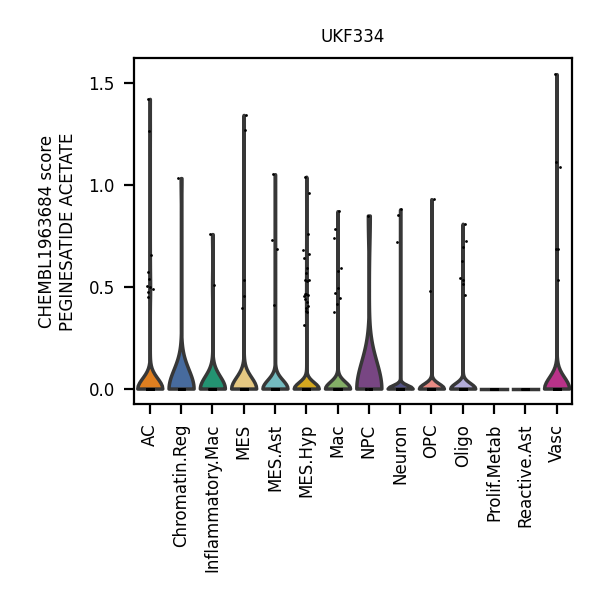 UKF334
CHEMBL1963684 score
PEGINESATIDE ACETATE
1.5
1.0
0.5
0.0
AC
Chromatin.Reg
Inflammatory.Mac
MES
MES.Ast
MES.Hyp
Mac
NPC
Neuron
OPC
Oligo
Prolif.Metab
Reactive.Ast
Vasc